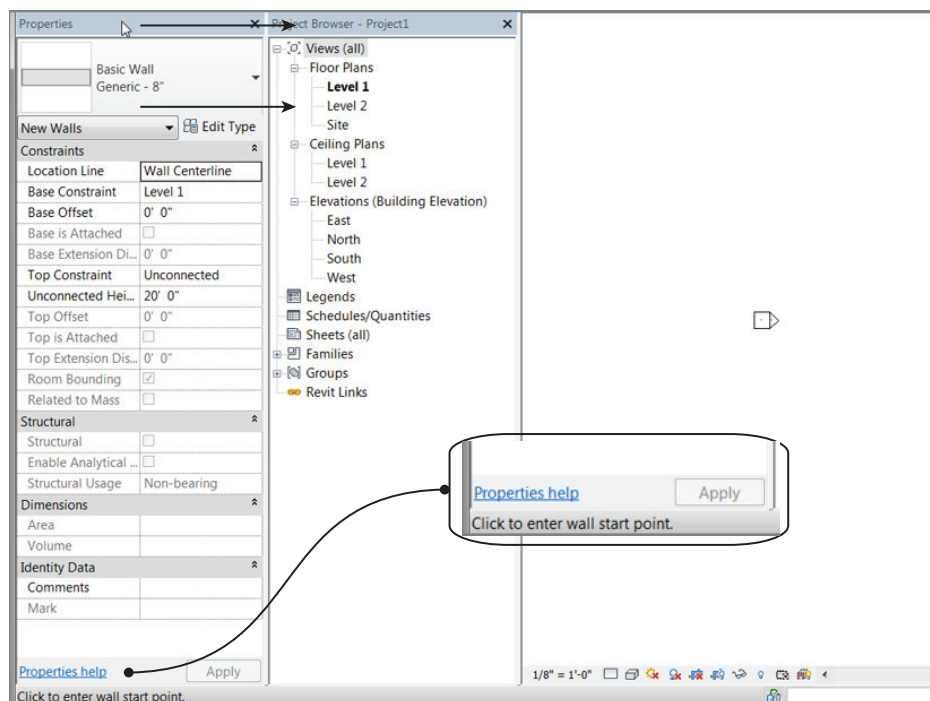 Properties
Basic Wall
Generic - 8"
New Walls
Edit Type
Constraints
Location Line Wall Centerline
Base Constraint Level 1
Base Offset 0' 0"
Base is Attached
Base Extension Di... 0' 0"
Top Constraint Unconnected
Unconnected Hei... 20' 0"
Top Offset 0' 0"
Top is Attached
Top Extension Dis... 0' 0"
Room Bounding
Related to Mass
Structural
Structural
Enable Analytical ...
Structural Usage Non-bearing
Dimensions
Area
Volume
Identity Data
Comments
Mark
Properties help Apply
Click to enter wall start point.
Project Browser - Project1
Views (all)
Floor Plans
Level 1
Level 2
Site
Ceiling Plans
Level 1
Level 2
Elevations (Building Elevation)
East
North
South
West
Legends
Schedules/Quantities
Sheets (all)
Families
Groups
Revit Links
Properties help Apply
Click to enter wall start point.
1/8" = 1'-0"